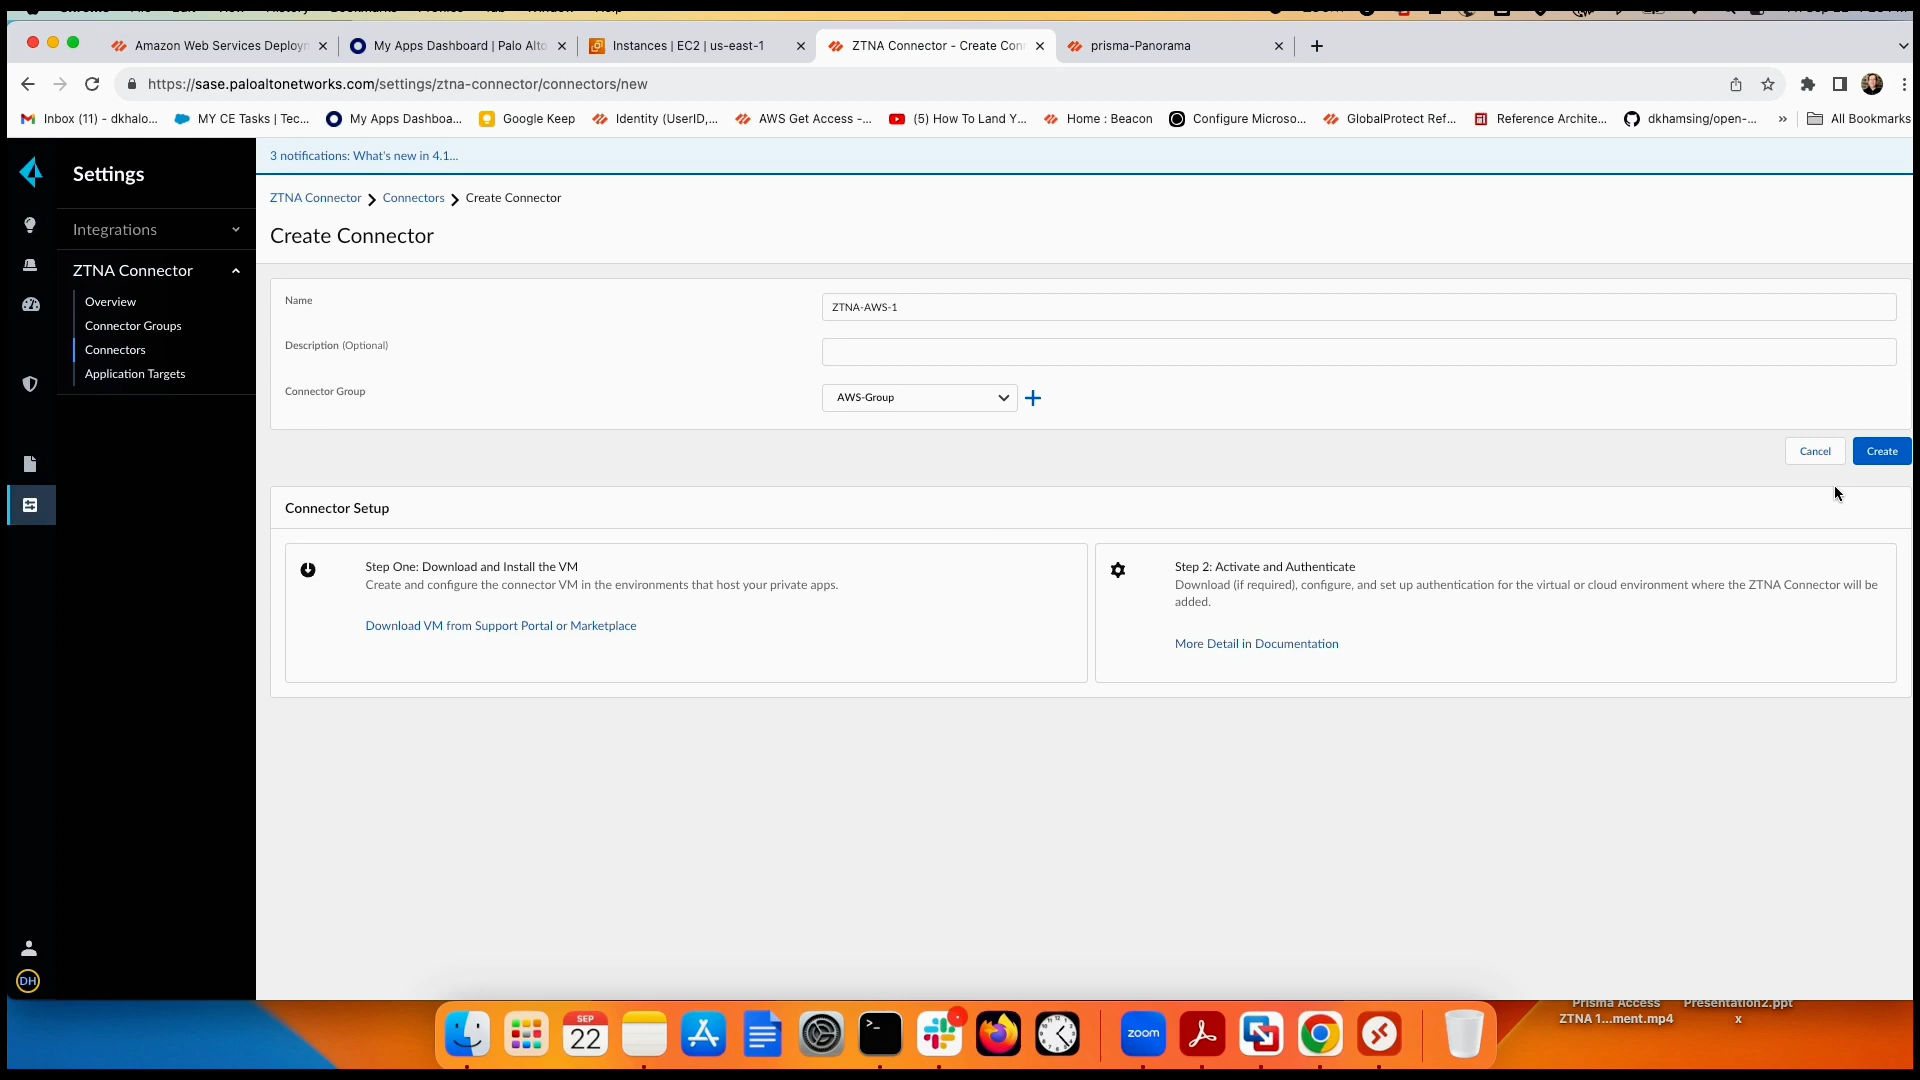 Amazon Web Services Deployn
My Apps Dashboard | Palo Alto
Instances | EC2 | us-east-1
ZTNA Connector - Create Con
prisma-Panorama
https://sase.paloaltonetworks.com/settings/ztna-connector/connectors/new
Inbox (11) - dkhalo...
MY CE Tasks | Tec...
My Apps Dashboa...
Google Keep
Identity (UserID,...
AWS Get Access -...
(5) How To Land Y...
Home : Beacon
Configure Microso...
GlobalProtect Ref...
Reference Archite...
dkhamsing/open-...
»
All Bookmarks
Settings
Integrations
ZTNA Connector
Overview
Connector Groups
Connectors
Application Targets
DH
3 notifications: What's new in 4.1...
ZTNA Connector
Connectors
Create Connector
Create Connector
Name
ZTNA-AWS-1
Description (Optional)
Connector Group
AWS-Group
Cancel
Create
Connector Setup
Step One: Download and Install the VM
Create and configure the connector VM in the environments that host your private apps.
Download VM from Support Portal or Marketplace
Step 2: Activate and Authenticate
Download (if required), configure, and set up authentication for the virtual or cloud environment where the ZTNA Connector will be
added.
More Detail in Documentation
Prisma Access
ZTNA 1...ment.mp4
Presentation2.ppt
x
SEP
22
zoom